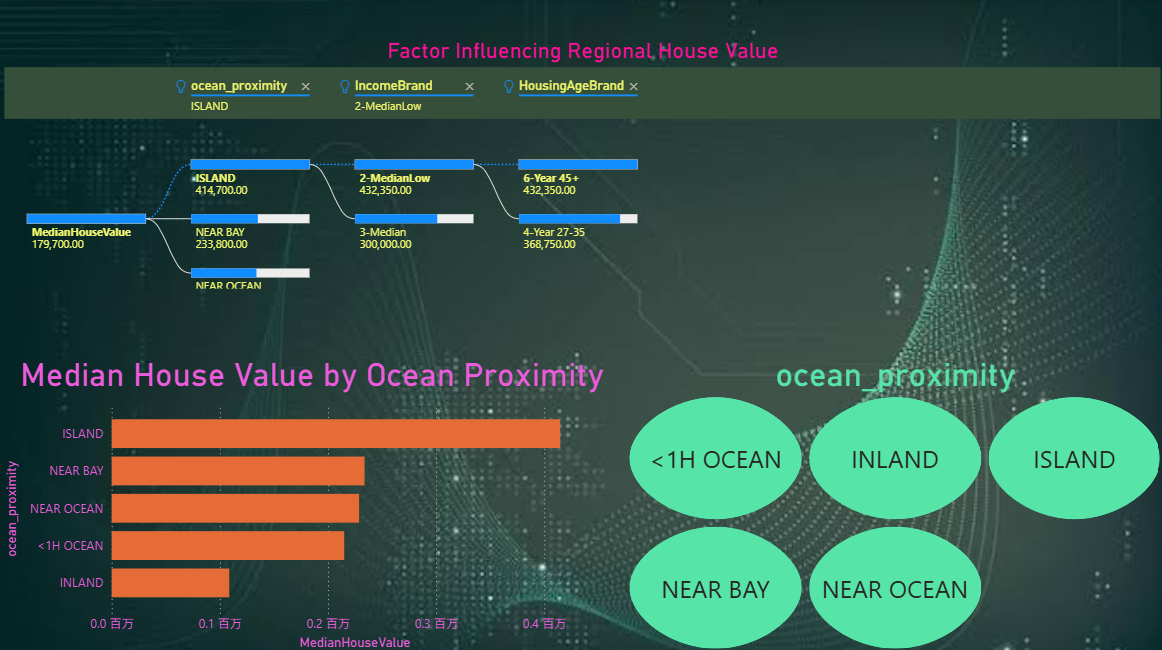 Factor Influencing Regional House Value
ocean_proximity × IncomeBrand × HousingAgeBrand ×
ISLAND 2-MedianLow
ISLAND 2-MedianLow 6-Year 45+
414,700.00 432,350.00 432,350.00
MedianHouseValue NEAR BAY 3-Median 4-Year 27-35
179,700.00 233,800.00 300,000.00 368,750.00
NEAR OCEAN
Median House Value by Ocean Proximity
ocean_proximity
ISLAND
NEAR BAY
NEAR OCEAN
<1H OCEAN
INLAND
0.0 百万 0.1 百万 0.2 百万 0.3 百万 0.4 百万
MedianHouseValue
ocean_proximity
<1H OCEAN INLAND ISLAND
NEAR BAY NEAR OCEAN